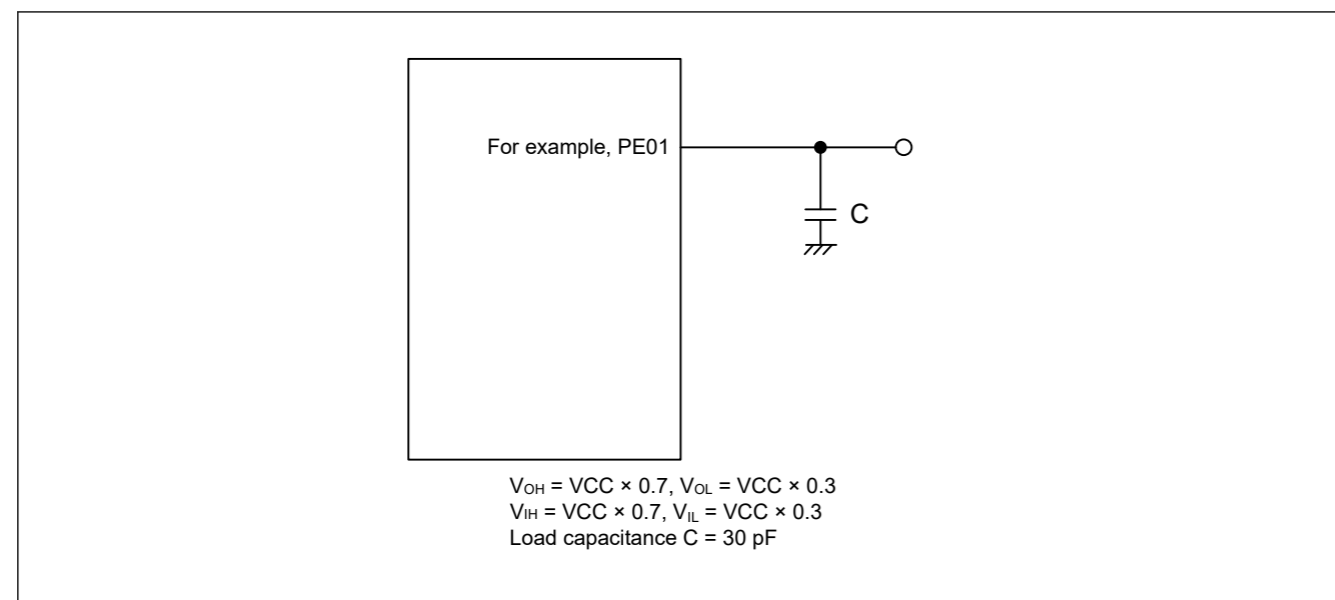 For example, PE01
C
VOH = VCC × 0.7, VOL = VCC × 0.3
VIH = VCC × 0.7, VIL = VCC × 0.3
Load capacitance C = 30 pF